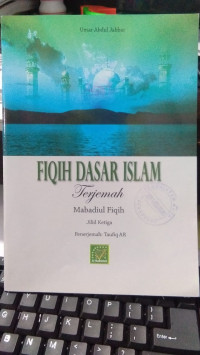 Umar Abdul Jabbar
FIQIH DASAR ISLAM
Terjemah
Mabadiul Fiqih
Jilid Ketiga
Penerjemah: Taufiq AR